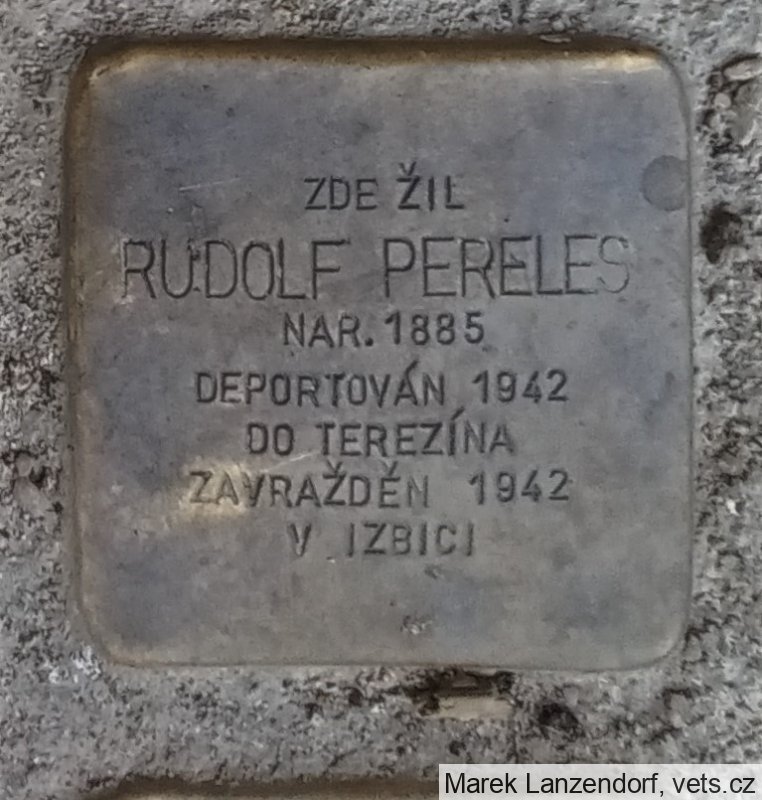 ZDE ŽIL
RUDOLF PERELES
NAR. 1885
DEPORTOVÁN 1942
DO TEREZÍNA
ZAVRAŽDĚN 1942
V IZBICI
Marek Lanzendorf, vets.cz